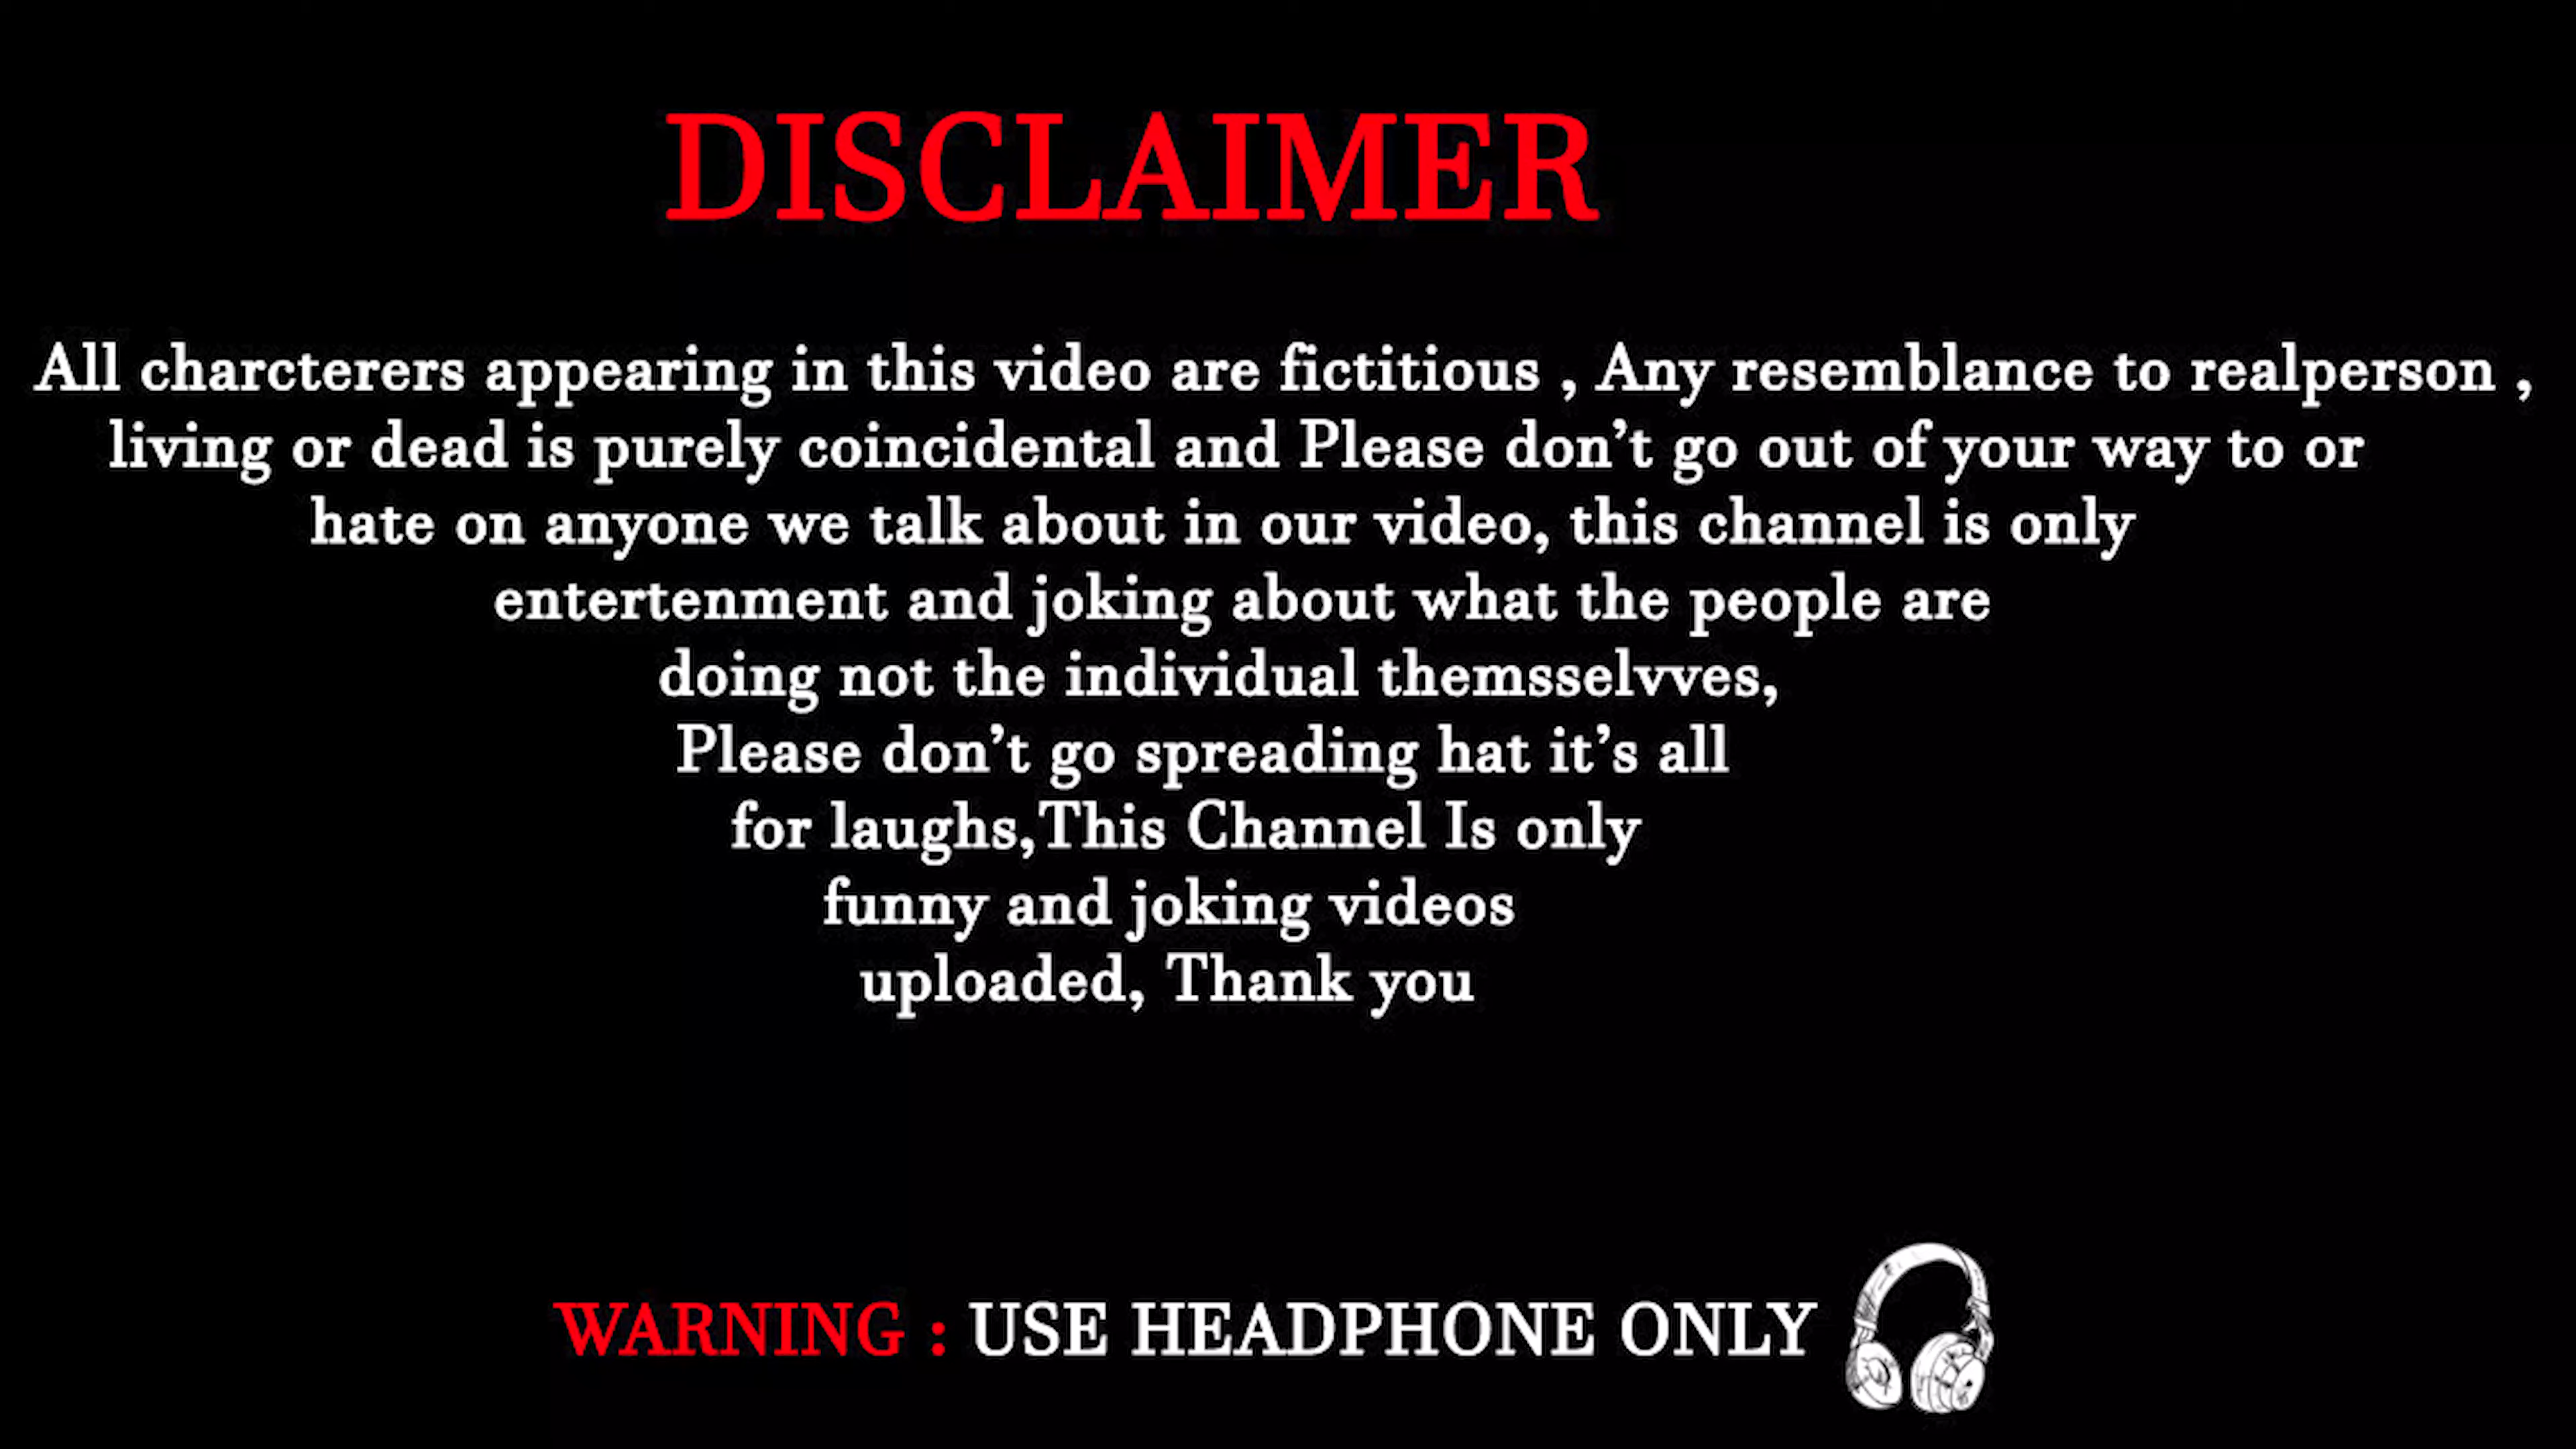 DISCLAIMER
All charcterers appearing in this video are fictitious , Any resemblance to realperson ,
living or dead is purely coincidental and Please don’t go out of your way to or
hate on anyone we talk about in our video, this channel is only
entertenment and joking about what the people are
doing not the individual themsselvves,
Please don’t go spreading hat it’s all
for laughs,This Channel Is only
funny and joking videos
uploaded, Thank you
WARNING : USE HEADPHONE ONLY